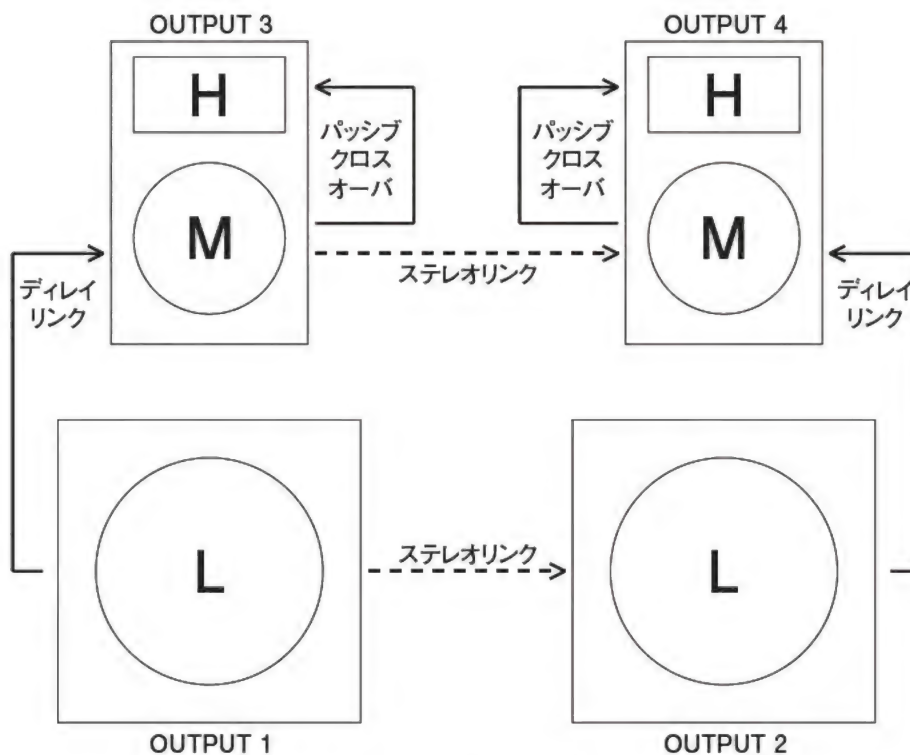 OUTPUT 3
OUTPUT 4
H
H
パッシブ
クロス
オーバ
パッシブ
クロス
オーバ
M
M
ステレオリンク
ディレイ
リンク
ディレイ
リンク
L
ステレオリンク
L
OUTPUT 1
OUTPUT 2